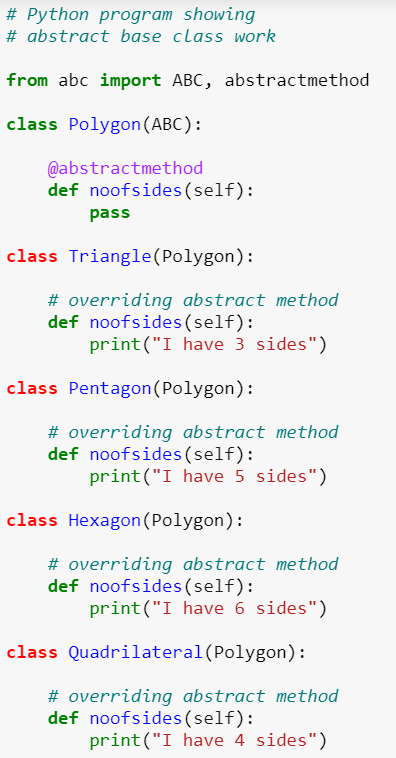 # Python program showing
# abstract base class work
from abc import ABC, abstractmethod
class Polygon(ABC):
    @abstractmethod
    def noofsides(self):
        pass
class Triangle(Polygon):
    # overriding abstract method
    def noofsides(self):
        print("I have 3 sides")
class Pentagon(Polygon):
    # overriding abstract method
    def noofsides(self):
        print("I have 5 sides")
class Hexagon(Polygon):
    # overriding abstract method
    def noofsides(self):
        print("I have 6 sides")
class Quadrilateral(Polygon):
    # overriding abstract method
    def noofsides(self):
        print("I have 4 sides")